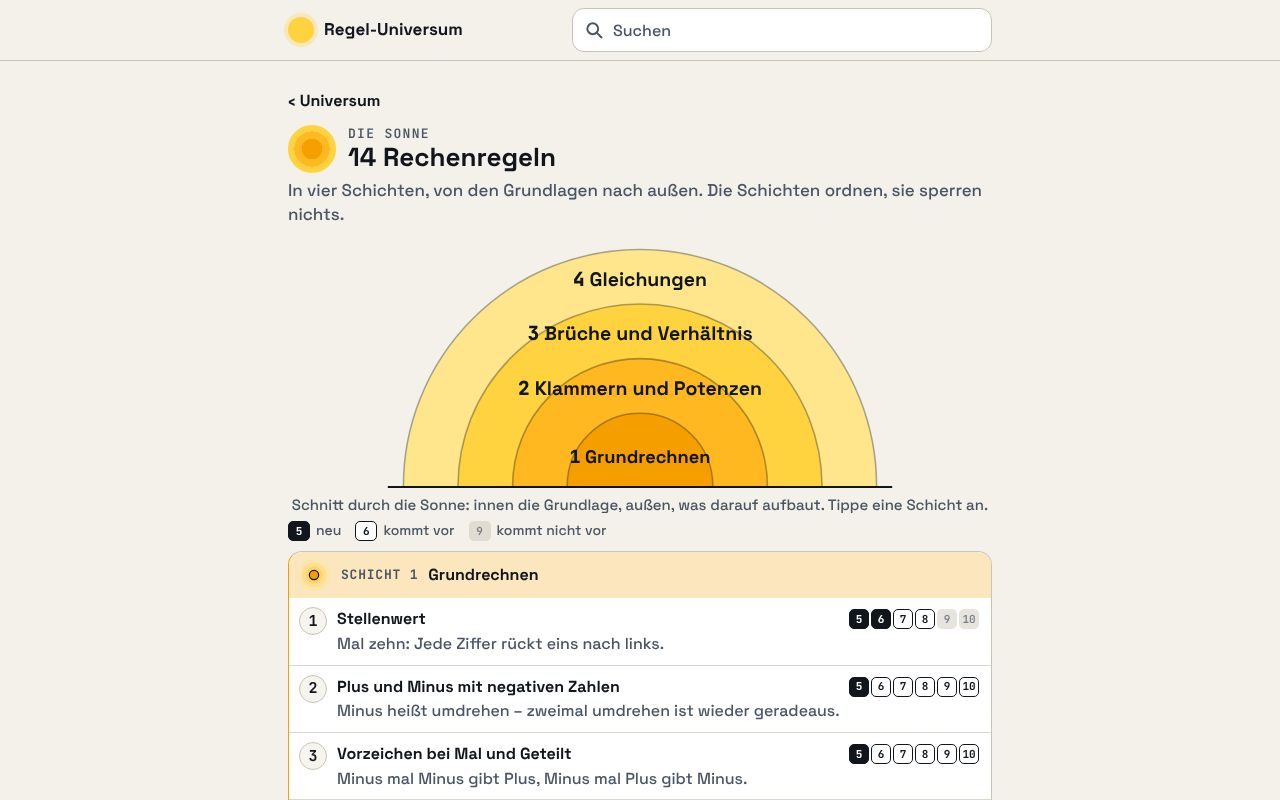 Regel-Universum
Suchen
< Universum
DIE SONNE
14 Rechenregeln
In vier Schichten, von den Grundlagen nach außen. Die Schichten ordnen, sie sperren
nichts.
4 Gleichungen
3 Brüche und Verhältnis
2 Klammern und Potenzen
1 Grundrechnen
Schnitt durch die Sonne: innen die Grundlage, außen, was darauf aufbaut. Tippe eine Schicht an.
5 neu 6 kommt vor 9 kommt nicht vor
SCHICHT 1 Grundrechnen
1 Stellenwert 5 6 7 8 9 10
Mal zehn: Jede Ziffer rückt eins nach links.
2 Plus und Minus mit negativen Zahlen 5 6 7 8 9 10
Minus heißt umdrehen – zweimal umdrehen ist wieder geradeaus.
3 Vorzeichen bei Mal und Geteilt 5 6 7 8 9 10
Minus mal Minus gibt Plus, Minus mal Plus gibt Minus.